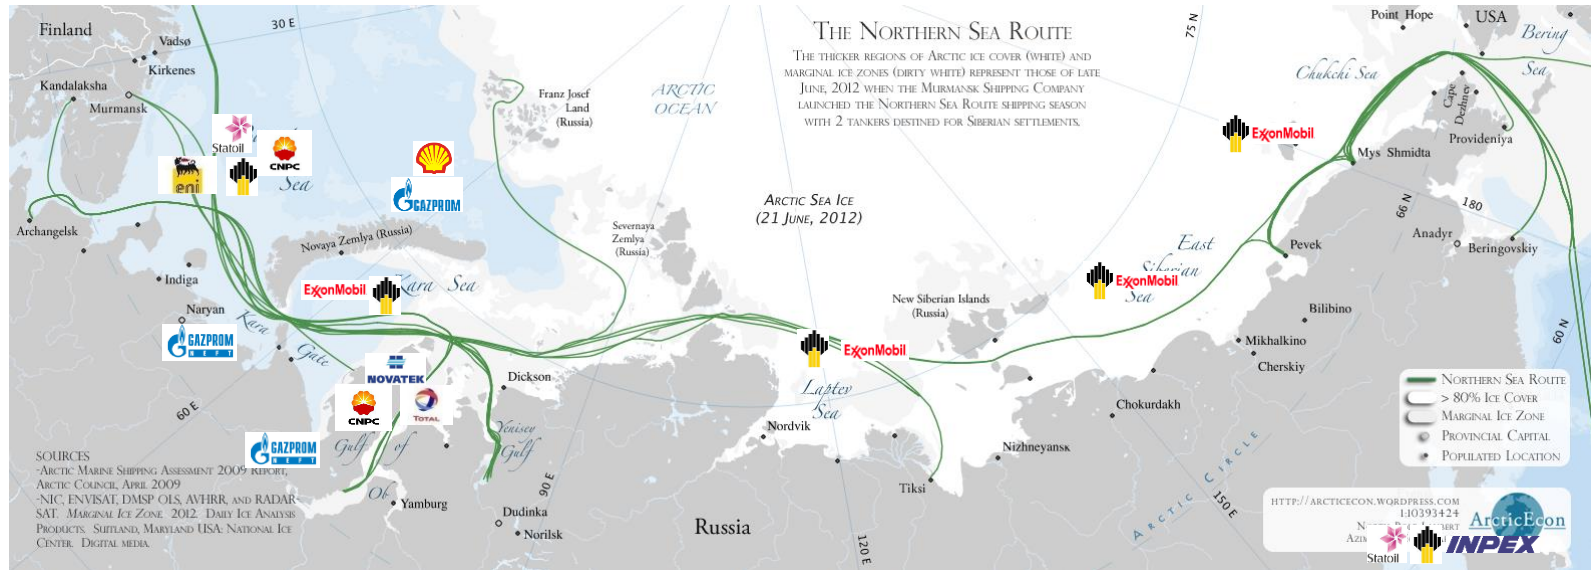 THE NORTHERN SEA ROUTE
THE THICKER REGIONS OF ARCTIC ICE COVER (WHITE) AND
MARGINAL ICE ZONES (DIRTY WHITE) REPRESENT THOSE OF LATE
JUNE, 2012 WHEN THE MURMANSK SHIPPING COMPANY
LAUNCHED THE NORTHERN SEA ROUTE SHIPPING SEASON
WITH 2 TANKERS DESTINED FOR SIBERIAN SETTLEMENTS.
Finland
30 E
75 N
Point Hope
USA
Bering
Sea
Vadsø
Kirkenes
Kandalaksha
Murmansk
Franz Josef
Land
(Russia)
ARCTIC
OCEAN
Chukchi Sea
Cape
Dezhnev
Provideniya
Statoil
CNPC
eni
Sea
GAZPROM
ExxonMobil
Mys Shmidta
ARCTIC SEA ICE
(21 JUNE, 2012)
66 N
180
Archangelsk
Novaya Zemlya (Russia)
Severnaya
Zemlya
(Russia)
East
Siberian
Sea
Pevek
Anadyr
Beringovskiy
Indiga
ExxonMobil
Kara Sea
ExxonMobil
New Siberian Islands
(Russia)
Bilibino
Naryan
Kara
Gate
GAZPROM
NEFT
ExxonMobil
Mikhalkino
Cherskiy
60 N
NOVATEK
Dickson
CNPC
TOTAL
Laptev
Sea
Chokurdakh
60 E
NORTHERN SEA ROUTE
> 80% ICE COVER
MARGINAL ICE ZONE
PROVINCIAL CAPITAL
POPULATED LOCATION
GAZPROM
NEFT
Gulf of
Ob
Yenisey
Gulf
Nordvik
Nizhneyansk
Tiksi
ARCTIC CIRCLE
SOURCES
-ARCTIC MARINE SHIPPING ASSESSMENT 2009 REPORT,
ARCTIC COUNCIL, APRIL 2009
-NIC, ENVISAT, DMSP OLS, AVHRR, AND RADAR-
SAT. MARGINAL ICE ZONE. 2012. DAILY ICE ANALYSIS
PRODUCTS. SUITLAND, MARYLAND USA: NATIONAL ICE
CENTER. DIGITAL MEDIA.
Yamburg
90 E
Dudinka
Norilsk
Russia
120 E
150 E
HTTP://ARCTICECON.WORDPRESS.COM
1:10393424
ArcticEcon
Statoil
INPEX